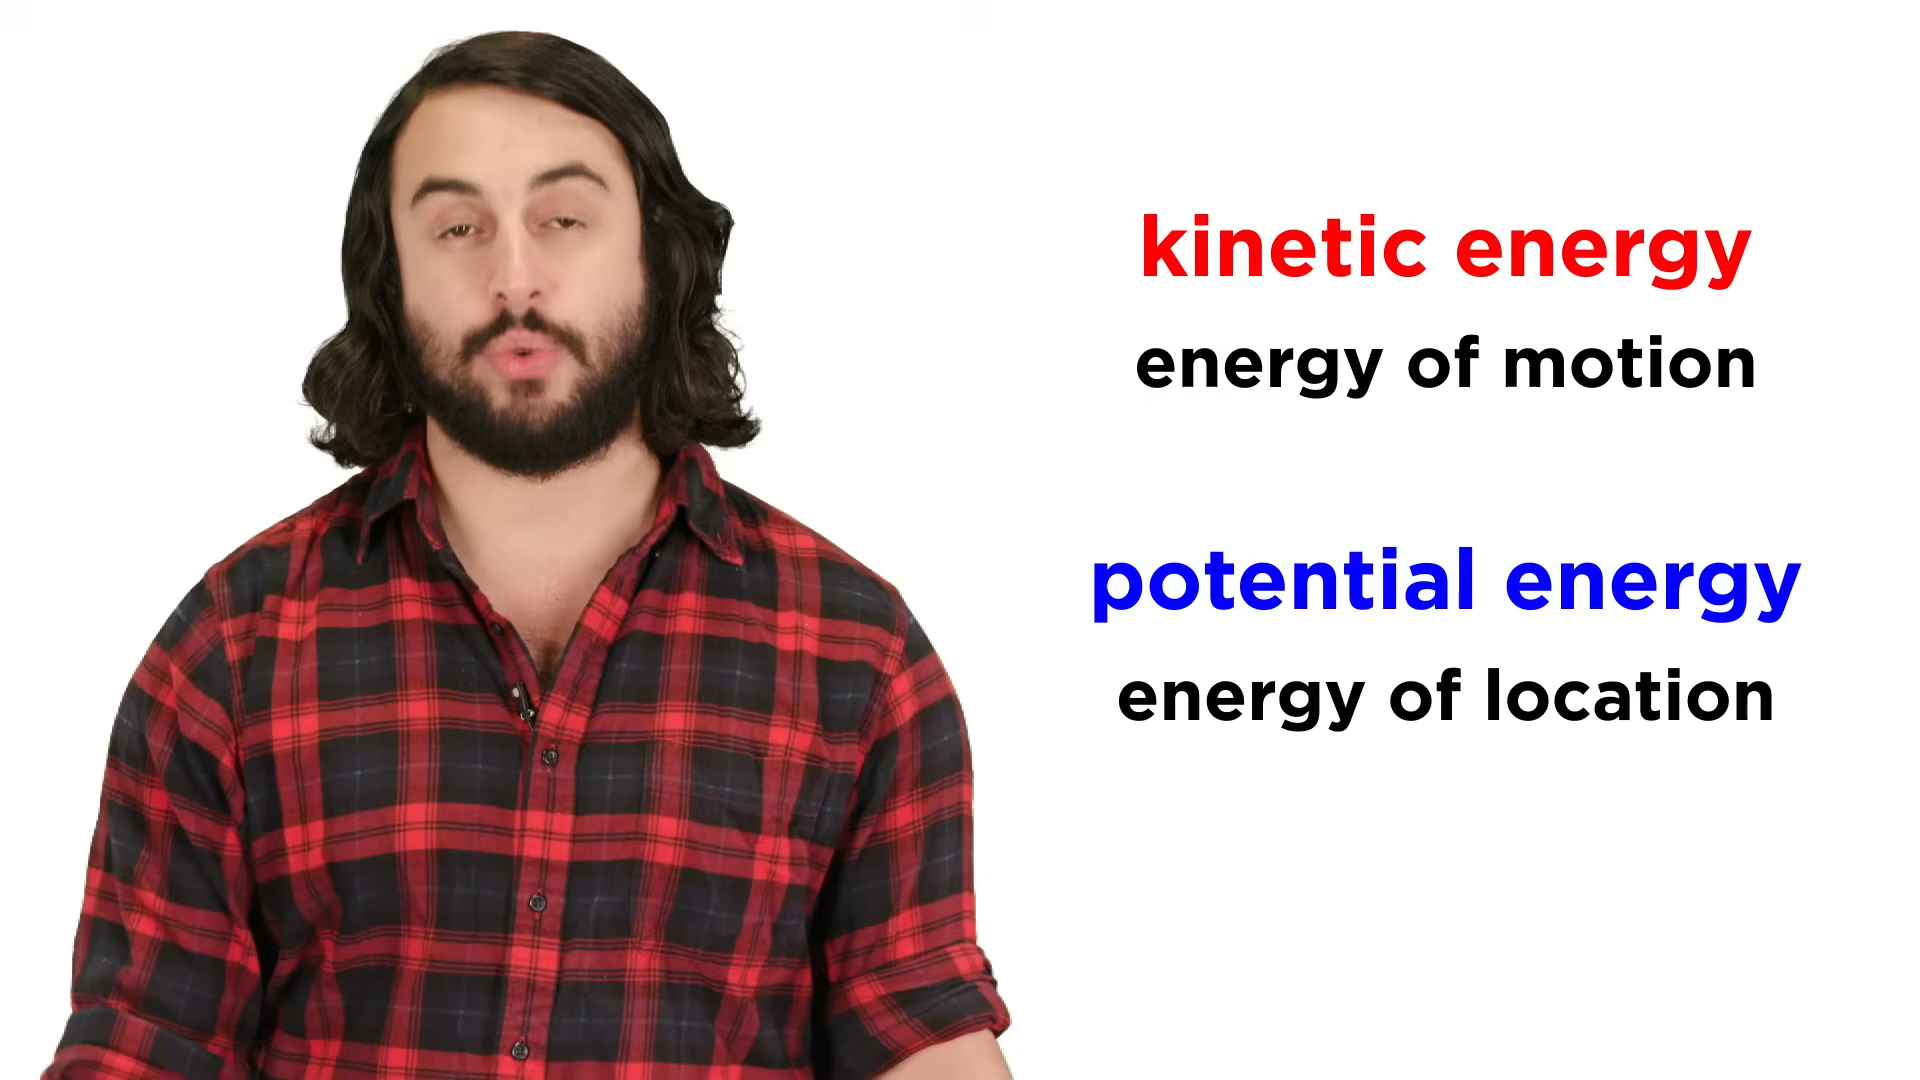 kinetic energy
energy of motion
potential energy
energy of location